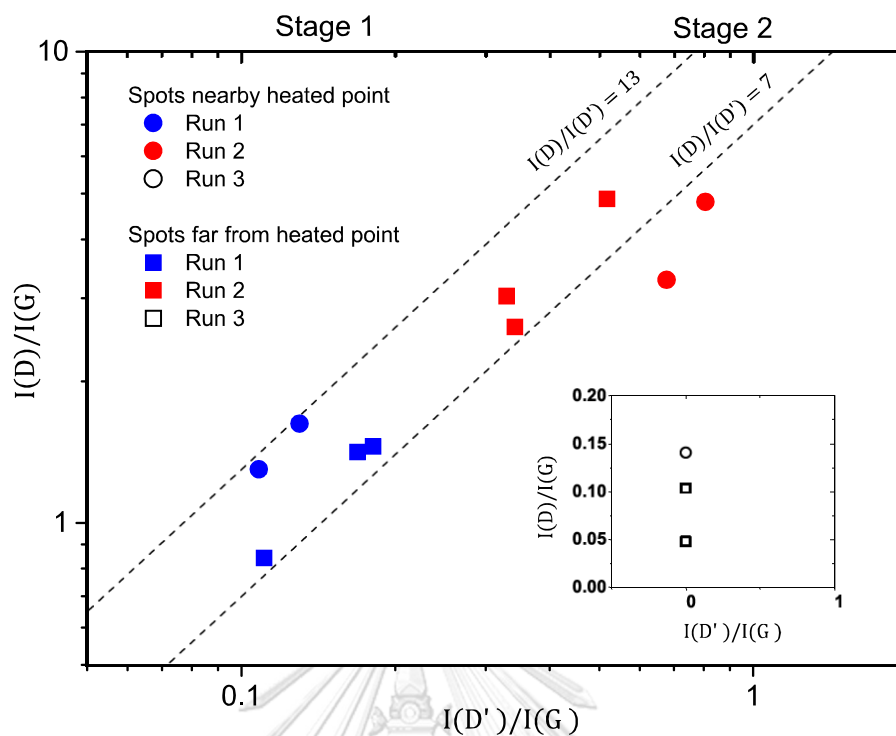 Stage 1
Stage 2
10
Spots nearby heated point
Run 1
Run 2
Run 3
Spots far from heated point
Run 1
Run 2
Run 3
I(D)/I(D') = 13
I(D)/I(D') = 7
I(D)/I(G)
1
0.20
0.15
0.10
0.05
0.00
I(D)/I(G)
0
1
I(D')/I(G )
0.1
1
I(D')/I(G )